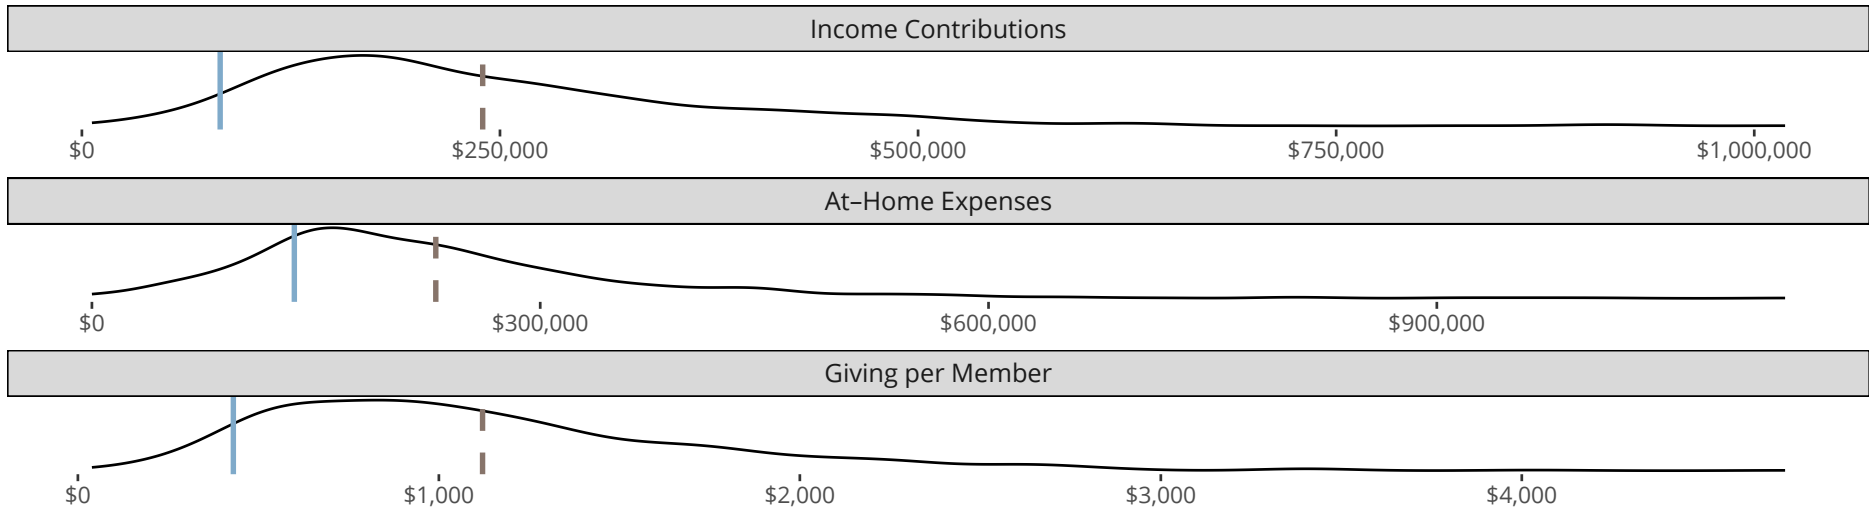 Income Contributions
$0 $250,000 $500,000 $750,000 $1,000,000
At–Home Expenses
$0 $300,000 $600,000 $900,000
Giving per Member
$0 $1,000 $2,000 $3,000 $4,000